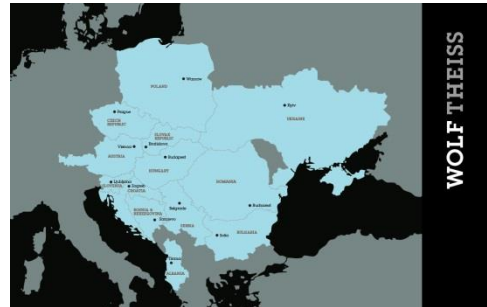 POLAND
Warsaw
Kyiv
UKRAINE
Prague
CZECH
REPUBLIC
SLOVAK
REPUBLIC
Vienna
Bratislava
AUSTRIA
Budapest
HUNGARY
Ljubljana
SLOVENIA
Zagreb
CROATIA
ROMANIA
Belgrade
Bucharest
BOSNIA &
HERZEGOVINA
Sarajevo
SERBIA
Sofia
BULGARIA
Tirana
ALBANIA
WOLF THEISS